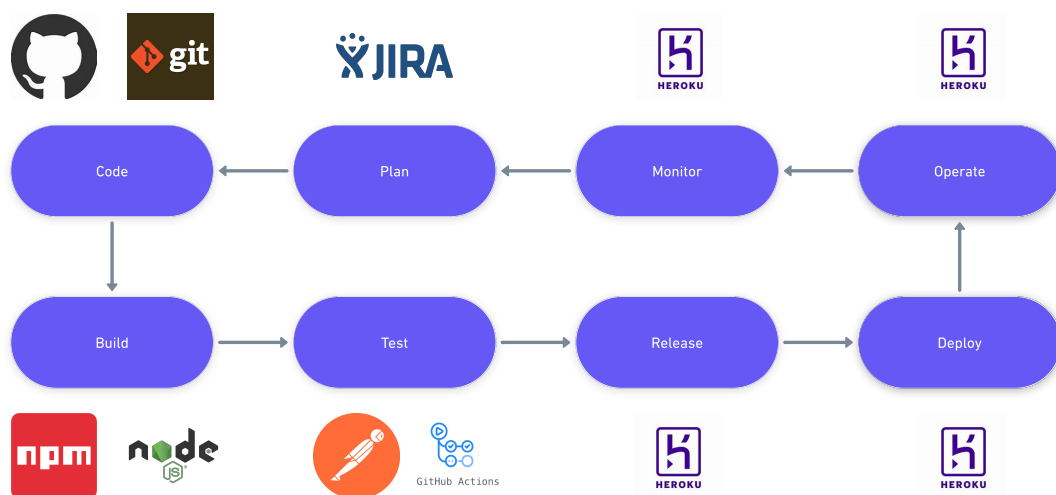 git
JIRA
HEROKU
HEROKU
Code
Plan
Monitor
Operate
Build
Test
Release
Deploy
npm
node
JS
GitHub Actions
HEROKU
HEROKU